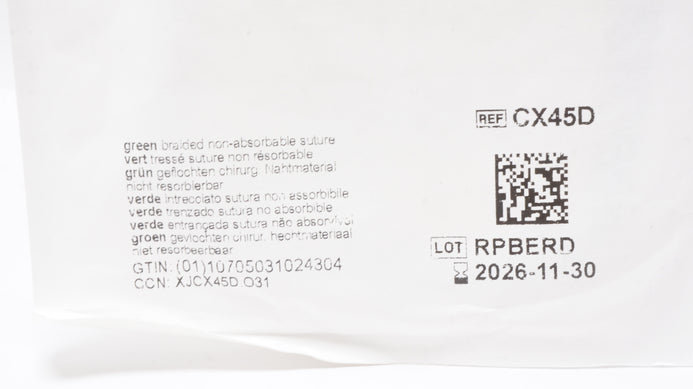 green braided non-absorbable suture
vert tressé suture non résorbable
grün geflochten chirurg. Nahtmaterial
nicht resorbierbar
verde intrecciato sutura non assorbibile
verde trenzado sutura no absorbible
verde entrançada sutura não absorvível
groen gevlochten chirur. hechtmateriaal
niet resorbeerbaar
GTIN: (01)10705031024304
CCN: XJCX45D O31
REF CX45D
LOT RPBERD
2026-11-30